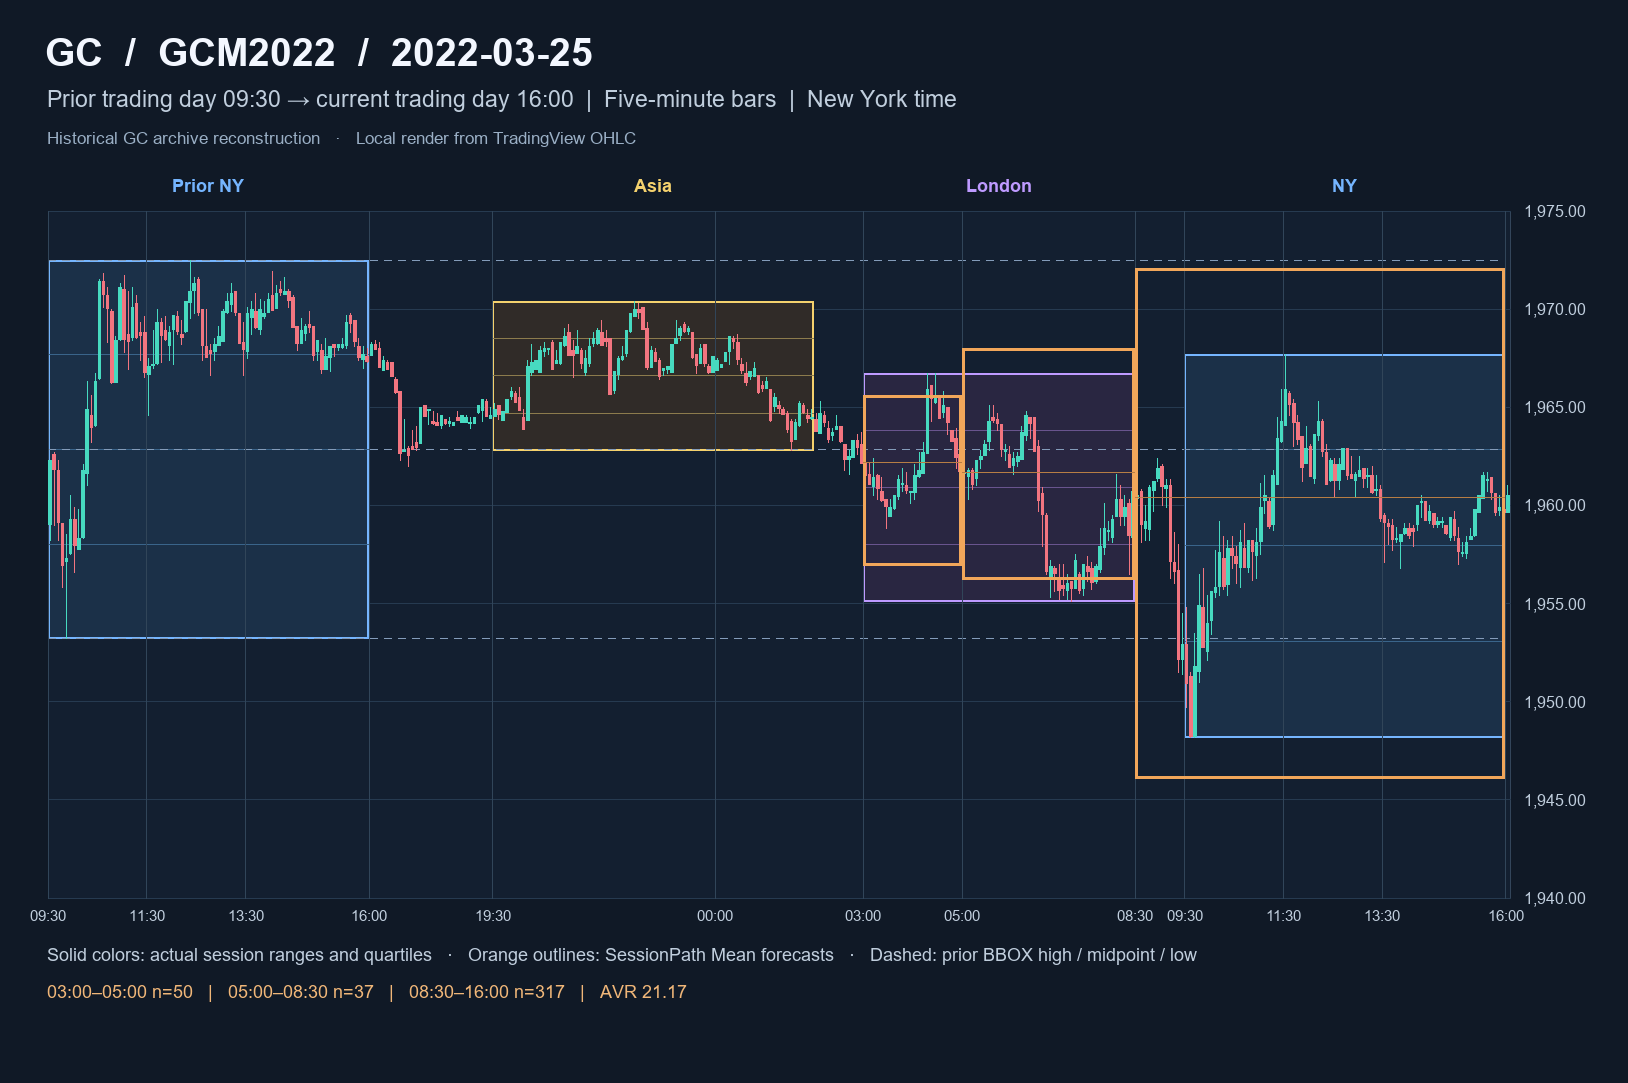 GC / GCM2022 / 2022-03-25
Prior trading day 09:30 → current trading day 16:00 | Five-minute bars | New York time
Historical GC archive reconstruction · Local render from TradingView OHLC
Prior NY Asia London NY
1,975.00
1,970.00
1,965.00
1,960.00
1,955.00
1,950.00
1,945.00
1,940.00
09:30 11:30 13:30 16:00 19:30 00:00 03:00 05:00 08:30 09:30 11:30 13:30 16:00
Solid colors: actual session ranges and quartiles · Orange outlines: SessionPath Mean forecasts · Dashed: prior BBOX high / midpoint / low
03:00–05:00 n=50 | 05:00–08:30 n=37 | 08:30–16:00 n=317 | AVR 21.17